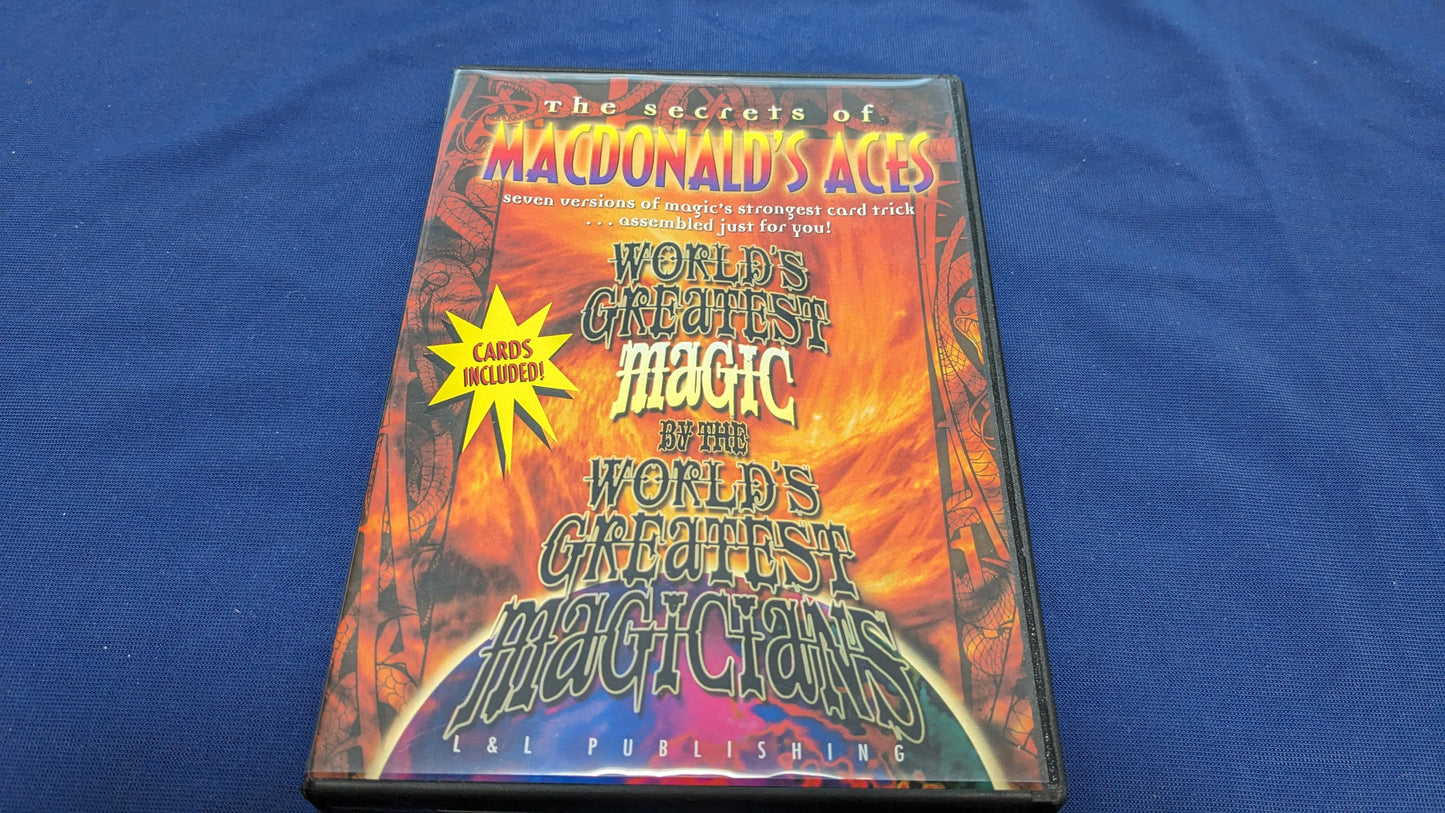 The secrets of
MACDONALD'S ACES
seven versions of magic's strongest card trick
. . . assembled just for you!
WORLD'S
GREATEST
MAGIC
BY THE
WORLD'S
GREATEST
MAGICIANS
CARDS
INCLUDED!
L&L PUBLISHING